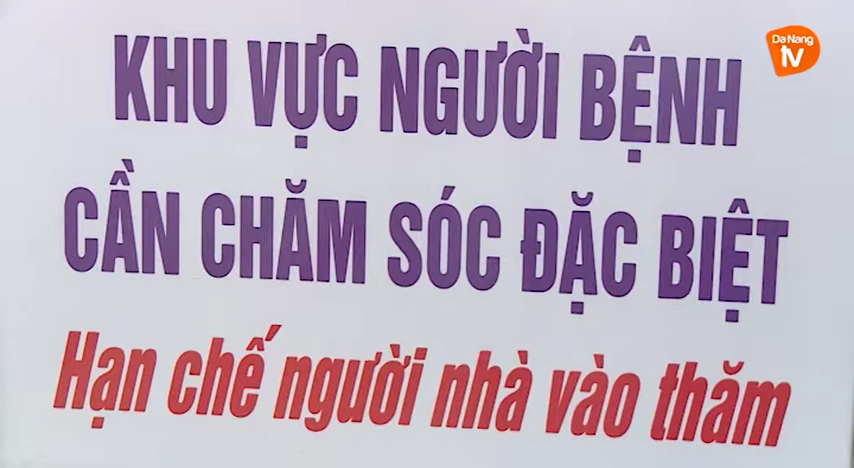 Da Nang
tv
KHU VỰC NGƯỜI BỆNH
CẦN CHĂM SÓC ĐẶC BIỆT
Hạn chế người nhà vào thăm